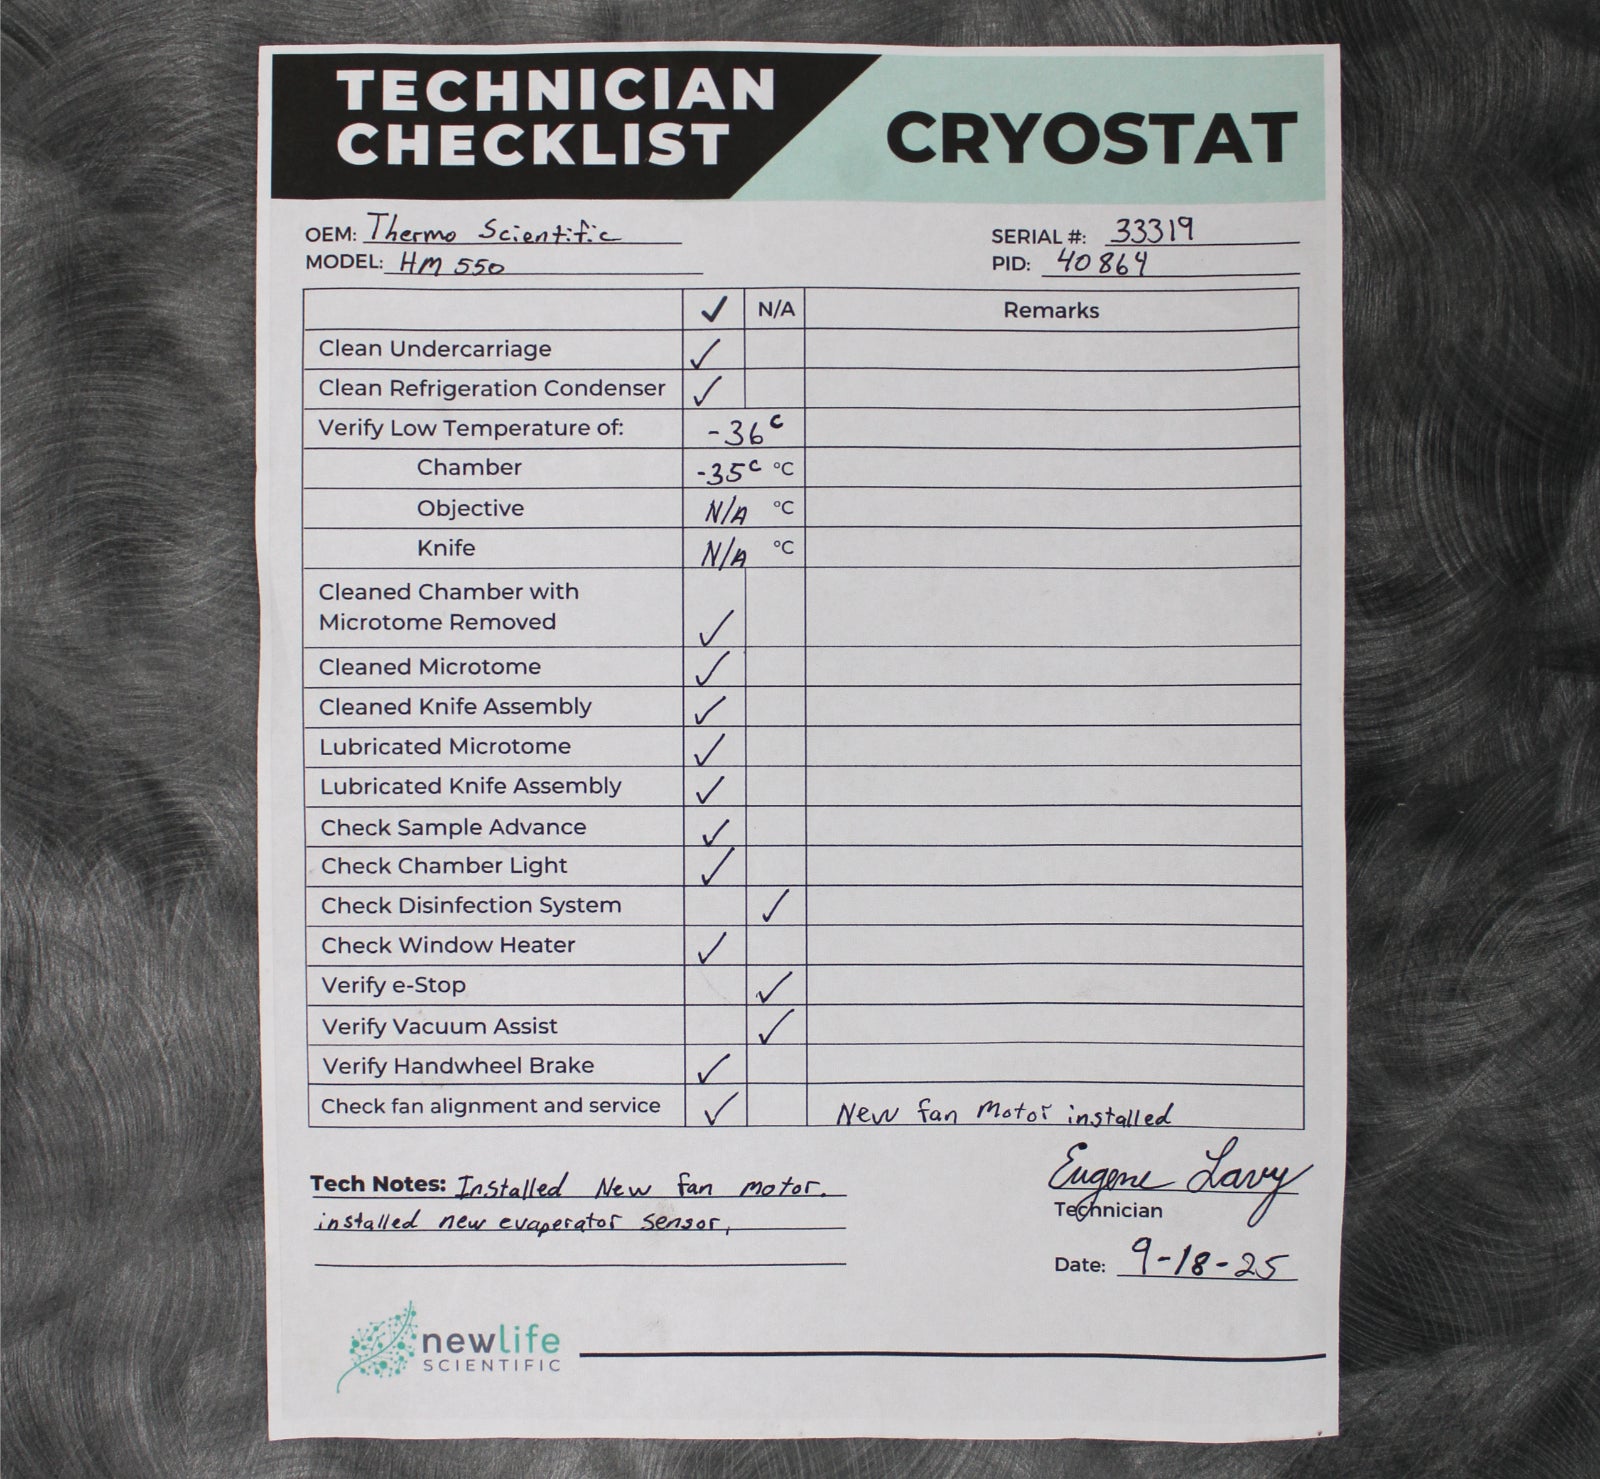 TECHNICIAN
CHECKLIST
CRYOSTAT
OEM: Thermo Scientific
SERIAL #: 33319
MODEL: HM 550
PID: 40864
✓ N/A Remarks
Clean Undercarriage ✓
Clean Refrigeration Condenser ✓
Verify Low Temperature of: -36 c
Chamber -35 c °C
Objective N/A °C
Knife N/A °C
Cleaned Chamber with
Microtome Removed ✓
Cleaned Microtome ✓
Cleaned Knife Assembly ✓
Lubricated Microtome ✓
Lubricated Knife Assembly ✓
Check Sample Advance ✓
Check Chamber Light ✓
Check Disinfection System ✓
Check Window Heater ✓
Verify e-Stop ✓
Verify Vacuum Assist ✓
Verify Handwheel Brake ✓
Check fan alignment and service ✓ New fan Motor installed
Tech Notes: Installed New fan motor.
installed new evaperator sensor,
Eugene Lavy
Technician
Date: 9-18-25
newlife
SCIENTIFIC